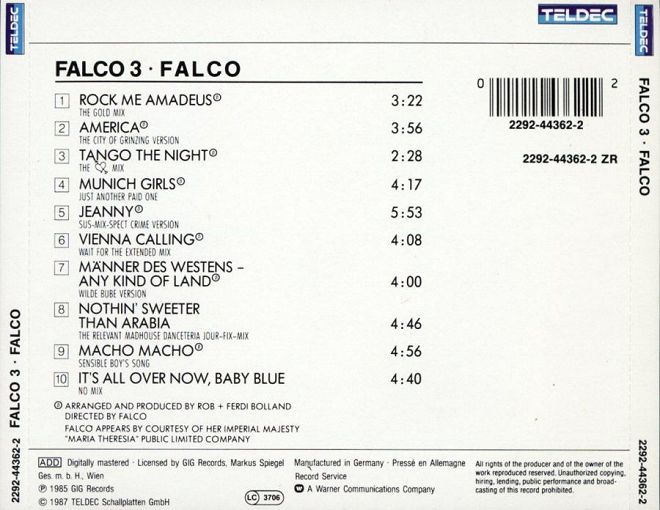 TELDEC
TELDEC
TELDEC
FALCO 3 · FALCO
1 ROCK ME AMADEUS② 3:22
THE GOLD MIX
2 AMERICA② 3:56
THE CITY OF GRINZING VERSION
3 TANGO THE NIGHT② 2:28
THE MIX
4 MUNICH GIRLS② 4:17
JUST ANOTHER PAID ONE
5 JEANNY② 5:53
SUS-MIX-SPECT CRIME VERSION
6 VIENNA CALLING② 4:08
WAIT FOR THE EXTENDED MIX
7 MÄNNER DES WESTENS –
ANY KIND OF LAND② 4:00
WILDE BUBE VERSION
8 NOTHIN' SWEETER
THAN ARABIA 4:46
THE RELEVANT MADHOUSE DANCETERIA JOUR-FIX-MIX
9 MACHO MACHO② 4:56
SENSIBLE BOY'S SONG
10 IT'S ALL OVER NOW, BABY BLUE 4:40
NO MIX
② ARRANGED AND PRODUCED BY ROB + FERDI BOLLAND
DIRECTED BY FALCO
FALCO APPEARS BY COURTESY OF HER IMPERIAL MAJESTY
"MARIA THERESIA" PUBLIC LIMITED COMPANY
0 2
2292-44362-2
2292-44362-2 ZR
ADD Digitally mastered · Licensed by GIG Records, Markus Spiegel
Ges. m. b. H., Wien
℗ 1985 GIG Records
© 1987 TELDEC Schallplatten GmbH
LC 3706
Manufactured in Germany · Pressé en Allemagne
Record Service
A Warner Communications Company
All rights of the producer and of the owner of the
work reproduced reserved. Unauthorized copying,
hiring, lending, public performance and broad-
casting of this record prohibited.
2292-44362-2 FALCO 3 · FALCO
FALCO 3 · FALCO
2292-44362-2